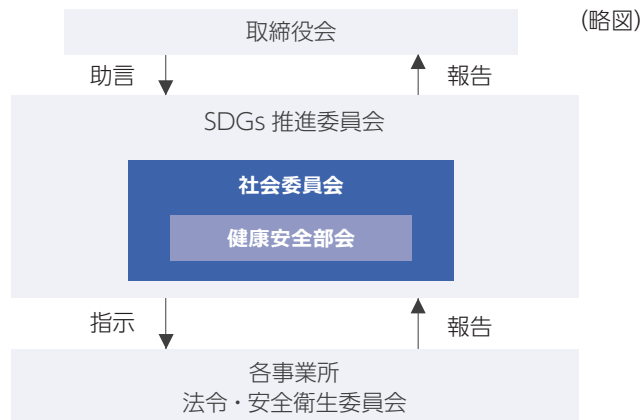 (略図)
取締役会
助言
報告
SDGs 推進委員会
社会委員会
健康安全部会
指示
報告
各事業所
法令・安全衛生委員会